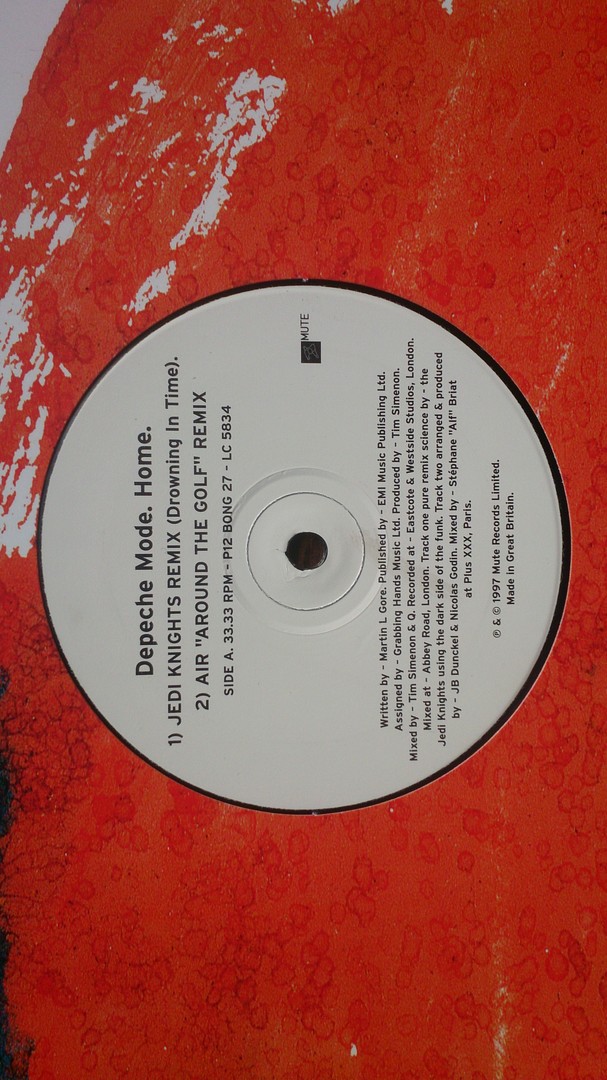 Depeche Mode. Home.
1) JEDI KNIGHTS REMIX (Drowning In Time).
2) AIR "AROUND THE GOLF" REMIX
SIDE A. 33.33 RPM - P12 BONG 27 - LC 5834
MUTE
Written by - Martin L Gore. Published by - EMI Music Publishing Ltd.
Assigned by - Grabbing Hands Music Ltd. Produced by - Tim Simenon.
Mixed by - Tim Simenon & Q. Recorded at - Eastcote & Westside Studios, London.
Mixed at - Abbey Road, London. Track one pure remix science by - the
Jedi Knights using the dark side of the funk. Track two arranged & produced
by - JB Dunckel & Nicolas Godin. Mixed by - Stéphane "Alf" Briat
at Plus XXX, Paris.
℗ & © 1997 Mute Records Limited.
Made in Great Britain.